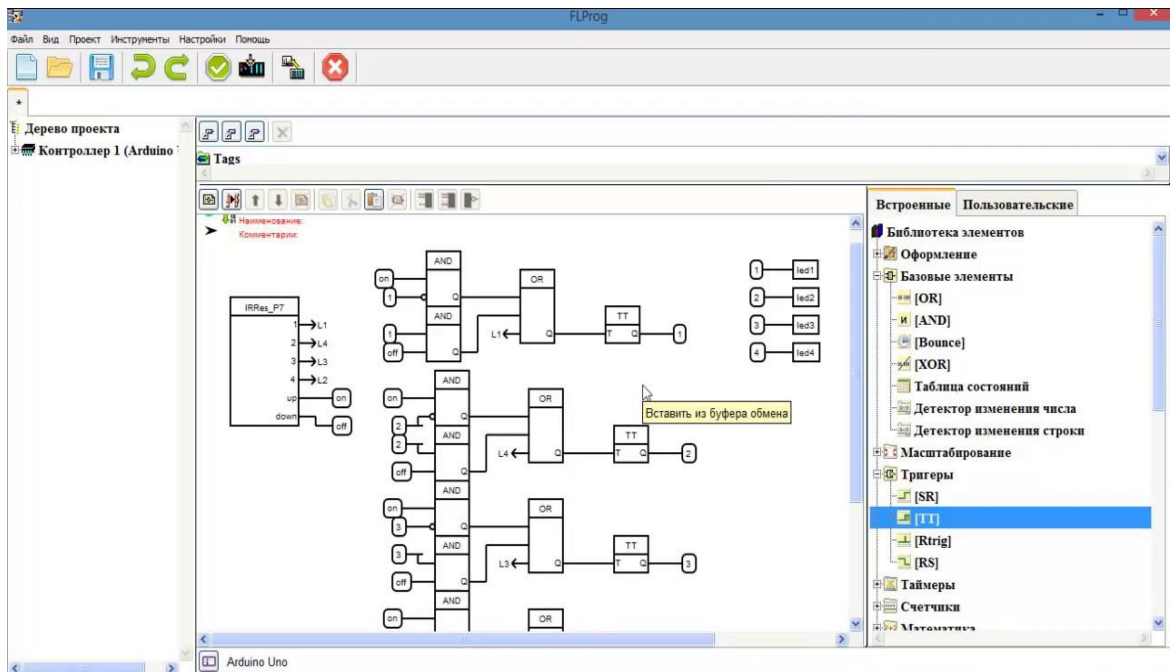 FLProg
Файл Вид Проект Инструменты Настройки Помощь
*
Дерево проекта
Контроллер 1 (Arduino
Tags
Наименование:
Комментарии:
IRRes_P7
1 L1
2 L4
3 L3
4 L2
up on
down off
AND
on
1 Q
AND
1
off Q
OR
L1 Q
TT
T Q 1
1 led1
2 led2
3 led3
4 led4
AND
on
2 Q
AND
2
off Q
OR
L4 Q
TT
T Q 2
Вставить из буфера обмена
AND
on
3 Q
AND
3
off Q
OR
L3 Q
TT
T Q 3
AND
on
OR
Встроенные Пользовательские
Библиотека элементов
Оформление
Базовые элементы
[OR]
[AND]
[Bounce]
[XOR]
Таблица состояний
Детектор изменения числа
Детектор изменения строки
Масштабирование
Тригеры
[SR]
[TT]
[Rtrig]
[RS]
Таймеры
Счетчики
Математика
Arduino Uno